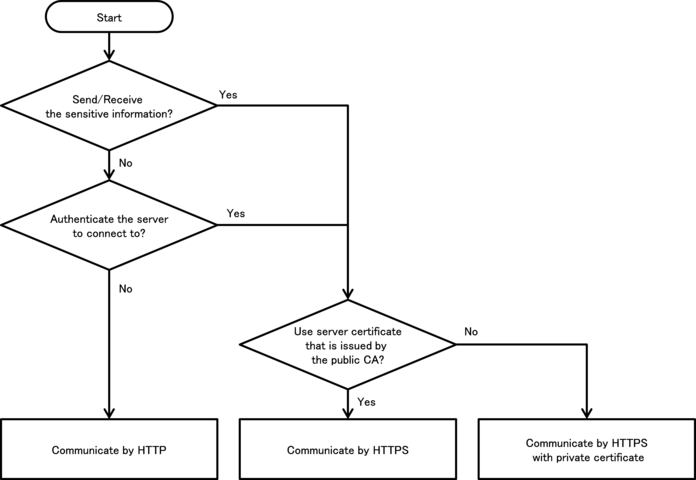 Start
Send/Receive
the sensitive information?
Yes
No
Authenticate the server
to connect to?
Yes
No
Use server certificate
that is issued by
the public CA?
No
Yes
Communicate by HTTP
Communicate by HTTPS
Communicate by HTTPS
with private certificate